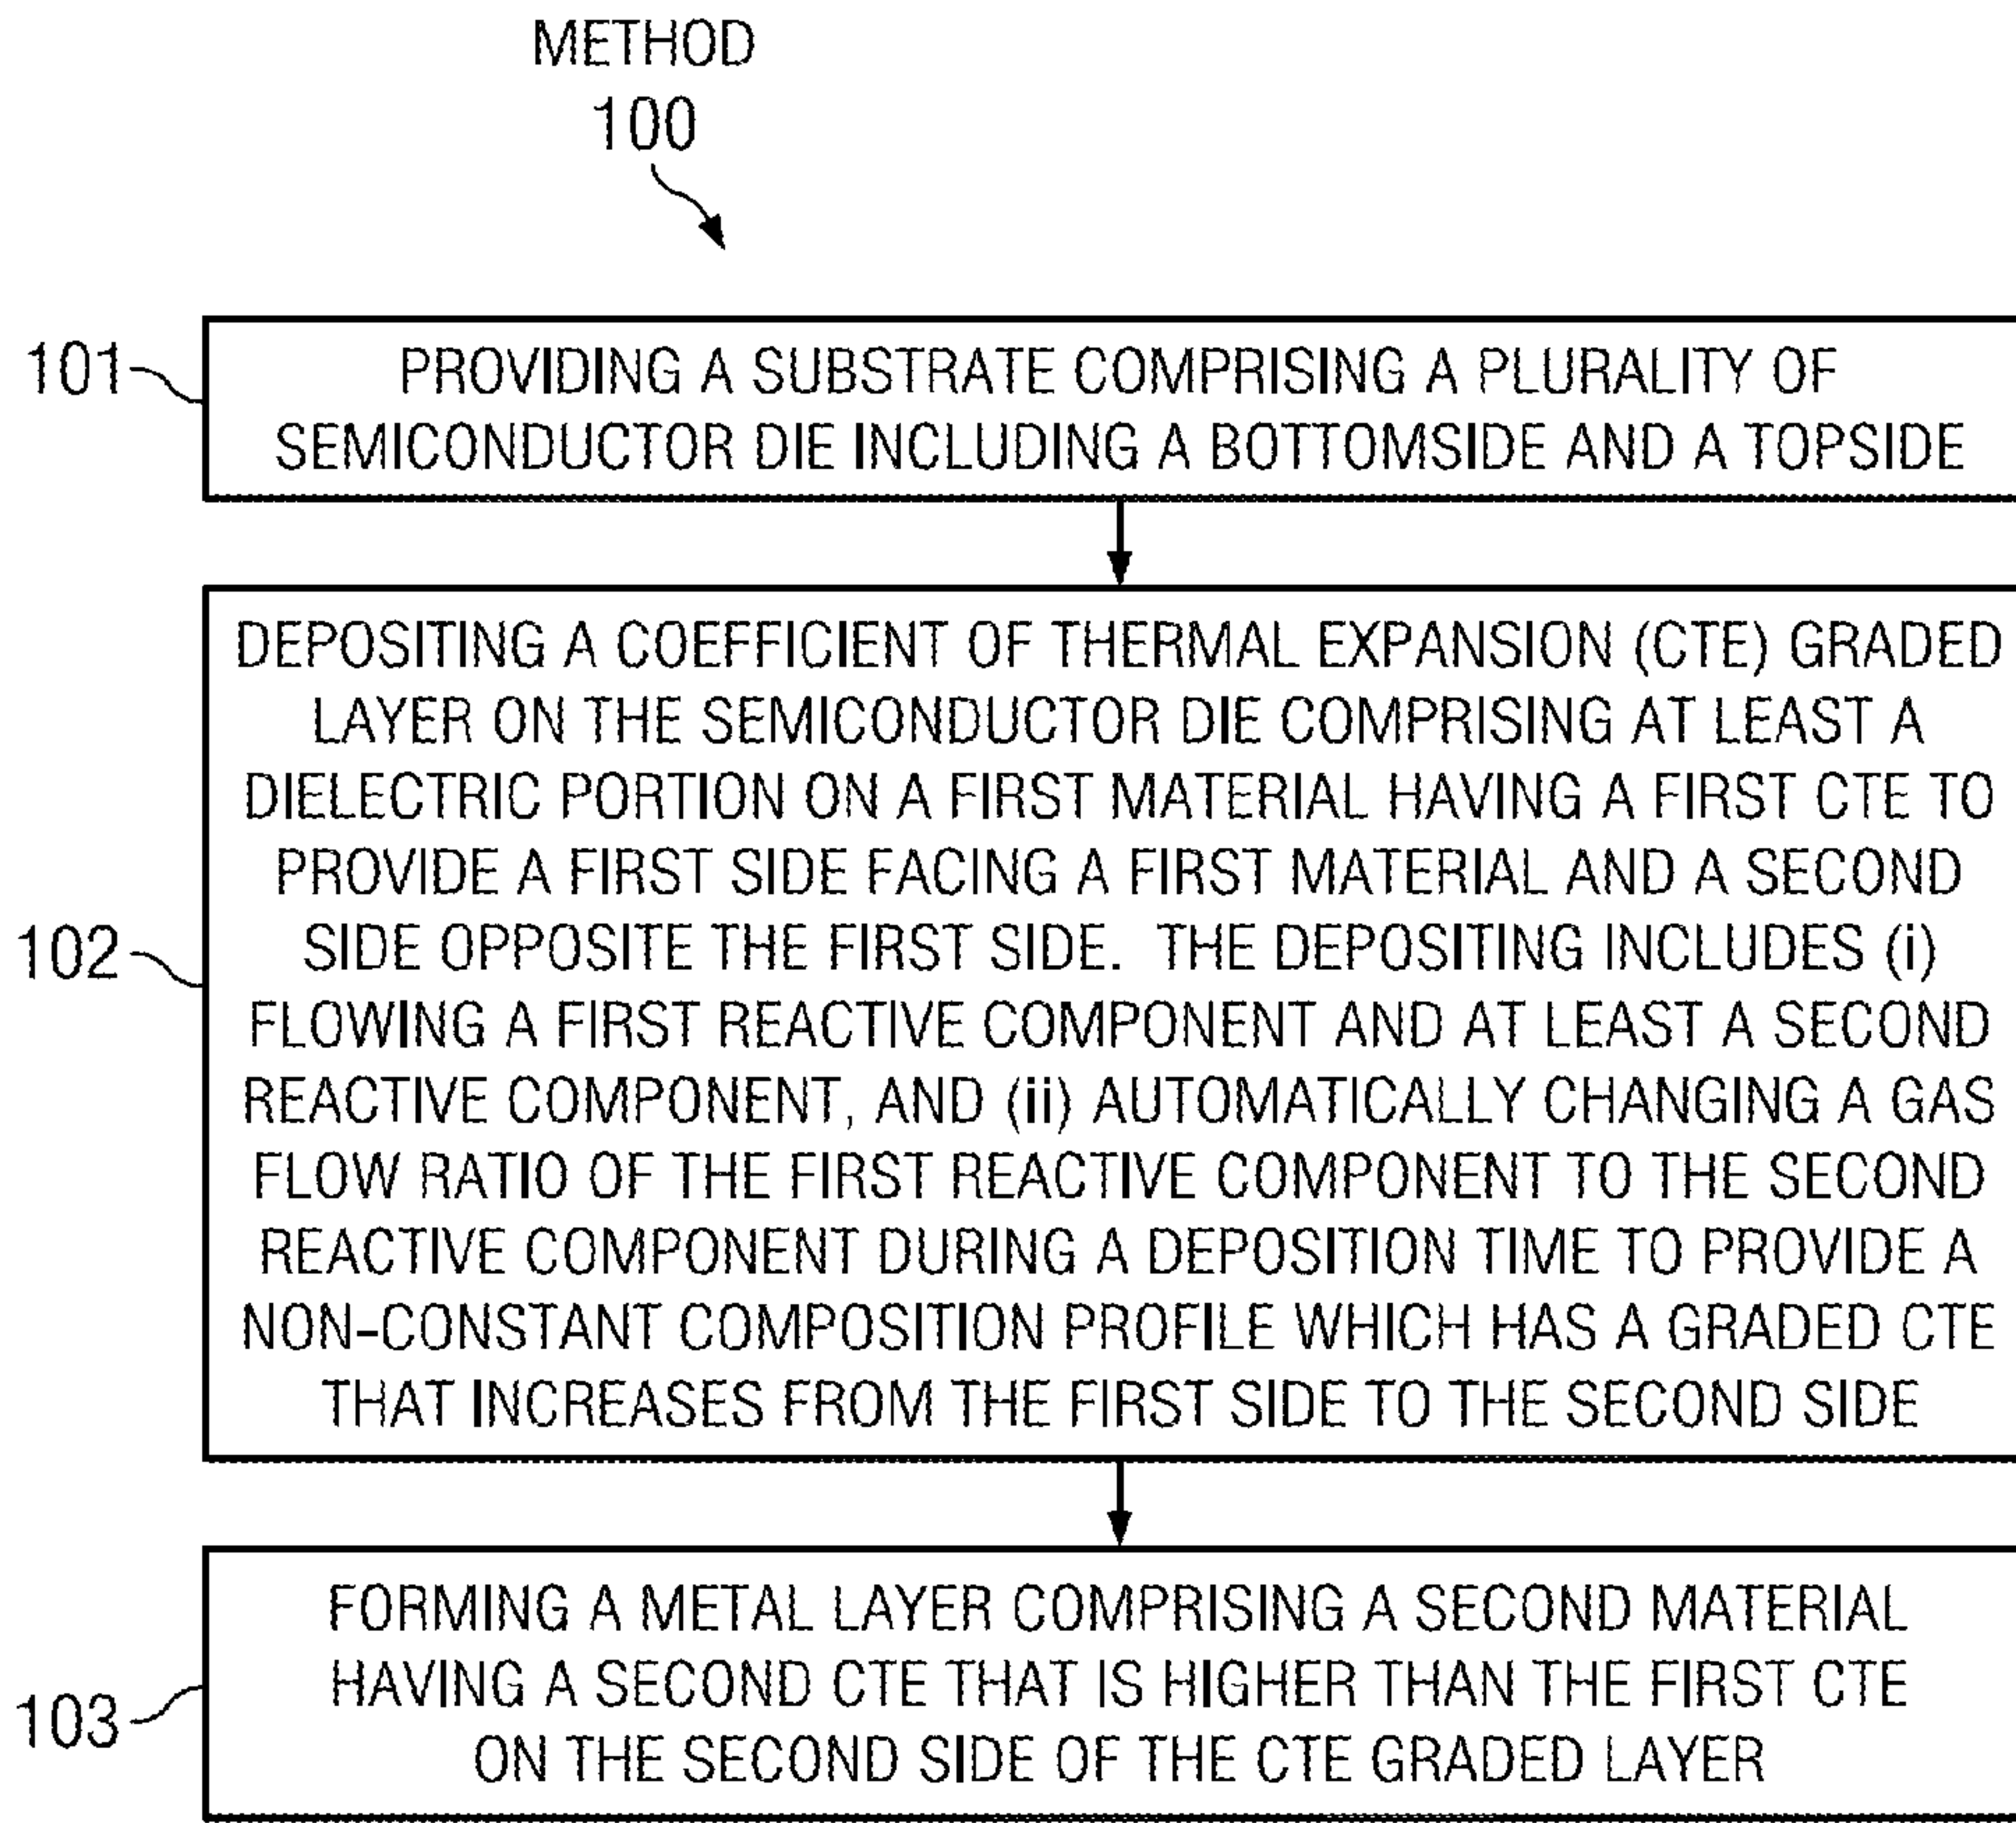 METHOD
100
101
PROVIDING A SUBSTRATE COMPRISING A PLURALITY OF
SEMICONDUCTOR DIE INCLUDING A BOTTOMSIDE AND A TOPSIDE
102
DEPOSITING A COEFFICIENT OF THERMAL EXPANSION (CTE) GRADED
LAYER ON THE SEMICONDUCTOR DIE COMPRISING AT LEAST A
DIELECTRIC PORTION ON A FIRST MATERIAL HAVING A FIRST CTE TO
PROVIDE A FIRST SIDE FACING A FIRST MATERIAL AND A SECOND
SIDE OPPOSITE THE FIRST SIDE. THE DEPOSITING INCLUDES (i)
FLOWING A FIRST REACTIVE COMPONENT AND AT LEAST A SECOND
REACTIVE COMPONENT, AND (ii) AUTOMATICALLY CHANGING A GAS
FLOW RATIO OF THE FIRST REACTIVE COMPONENT TO THE SECOND
REACTIVE COMPONENT DURING A DEPOSITION TIME TO PROVIDE A
NON-CONSTANT COMPOSITION PROFILE WHICH HAS A GRADED CTE
THAT INCREASES FROM THE FIRST SIDE TO THE SECOND SIDE
103
FORMING A METAL LAYER COMPRISING A SECOND MATERIAL
HAVING A SECOND CTE THAT IS HIGHER THAN THE FIRST CTE
ON THE SECOND SIDE OF THE CTE GRADED LAYER